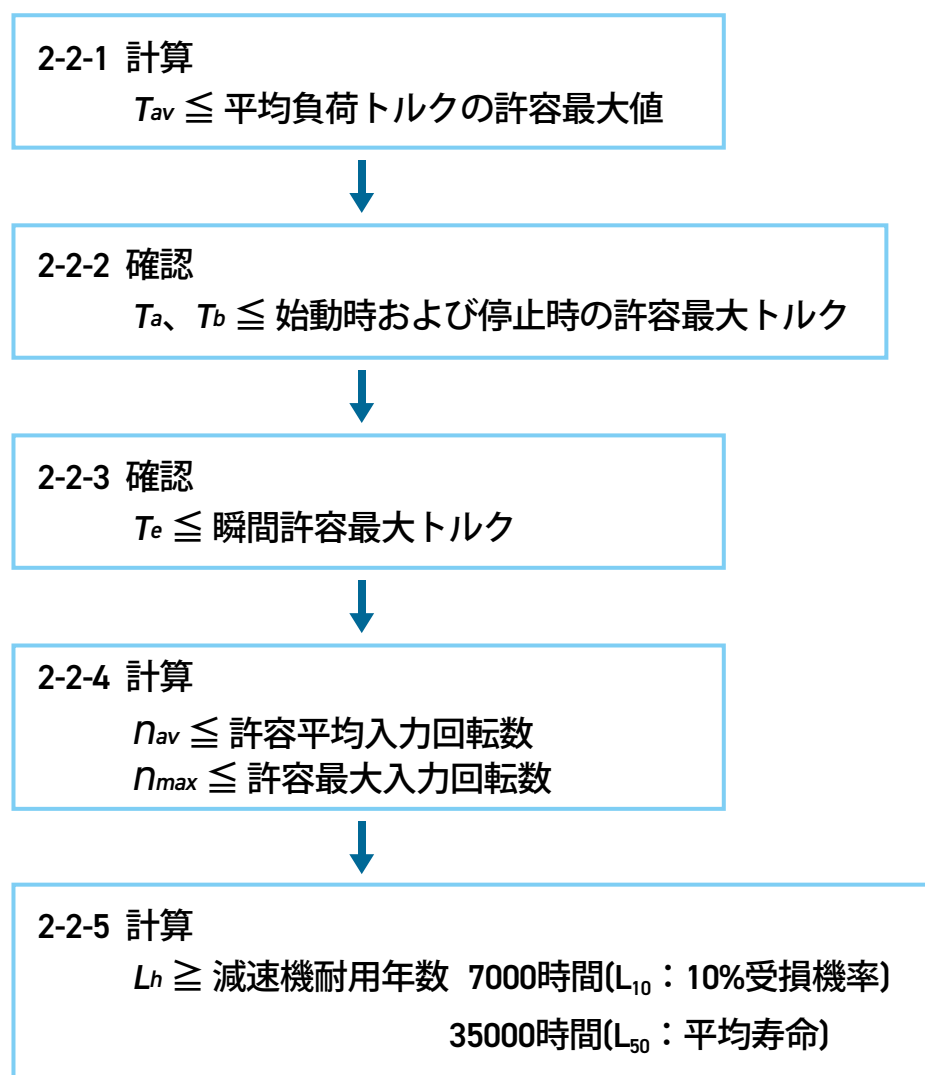 2-2-1 計算
Tav ≦ 平均負荷トルクの許容最大値
2-2-2 確認
Ta、Tb ≦ 始動時および停止時の許容最大トルク
2-2-3 確認
Te ≦ 瞬間許容最大トルク
2-2-4 計算
nav ≦ 許容平均入力回転数
nmax ≦ 許容最大入力回転数
2-2-5 計算
Lh ≧ 減速機耐用年数 7000時間(L10：10%受損機率)
35000時間(L50：平均寿命)